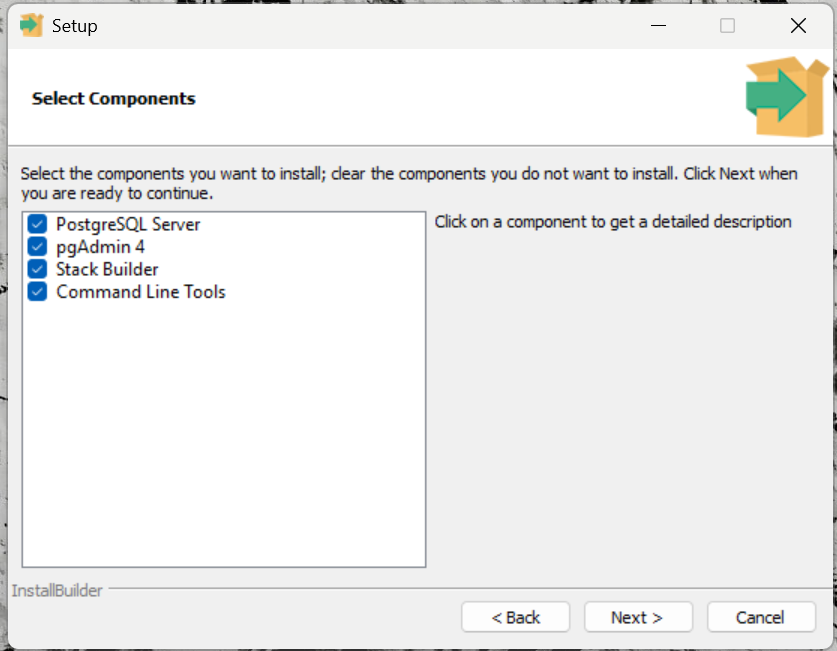 Setup
Select Components
Select the components you want to install; clear the components you do not want to install. Click Next when
you are ready to continue.
PostgreSQL Server
pgAdmin 4
Stack Builder
Command Line Tools
Click on a component to get a detailed description
InstallBuilder
< Back
Next >
Cancel